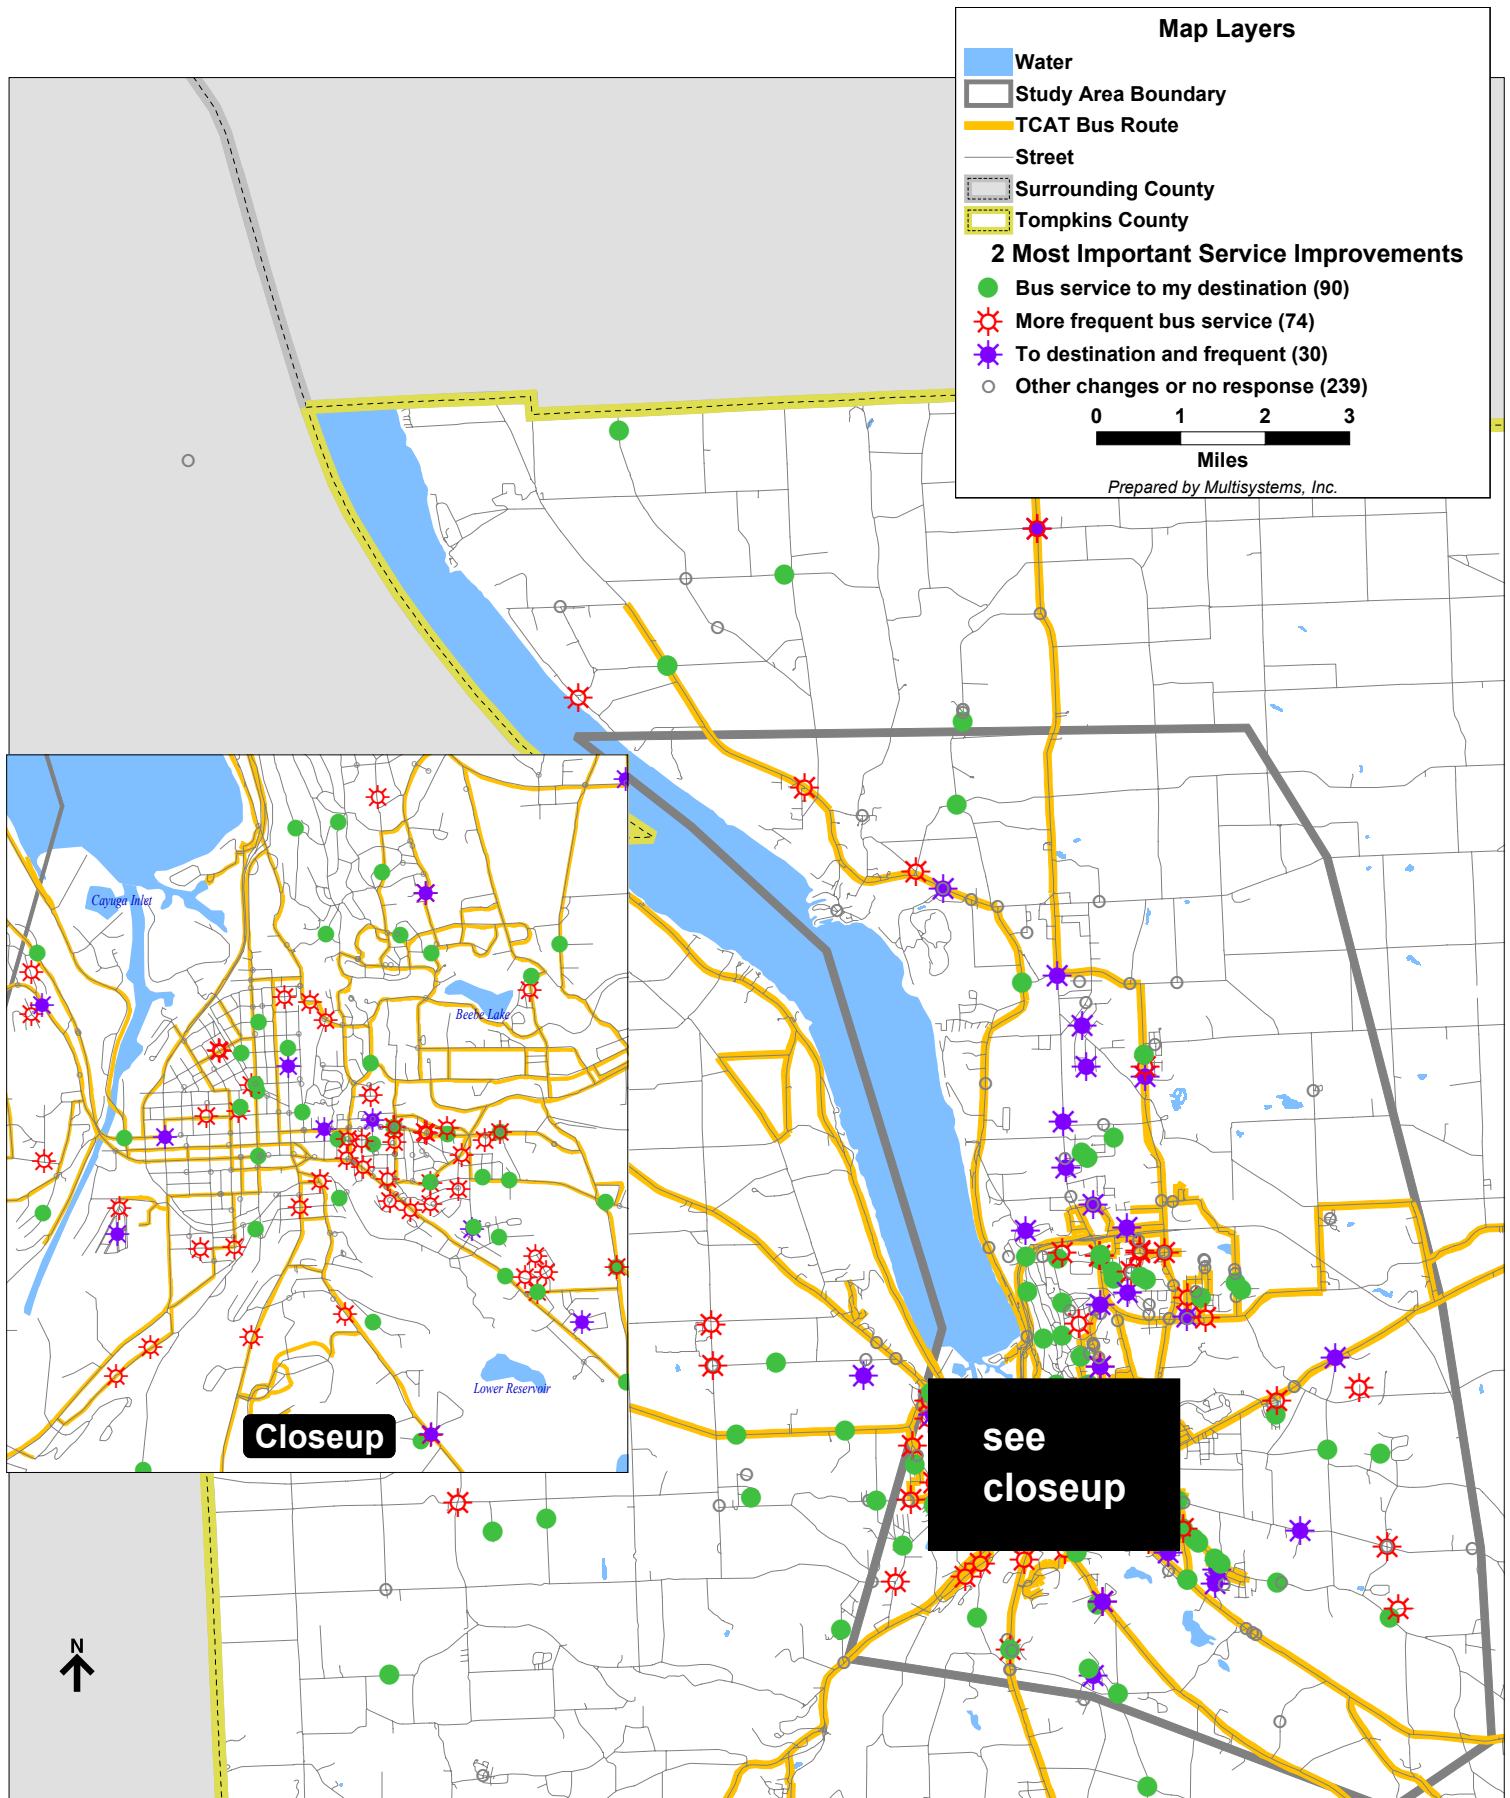 Map Layers
Water
Study Area Boundary
TCAT Bus Route
Street
Surrounding County
Tompkins County
2 Most Important Service Improvements
Bus service to my destination (90)
More frequent bus service (74)
To destination and frequent (30)
Other changes or no response (239)
0 1 2 3
Miles
Prepared by Multisystems, Inc.
Cayuga Inlet
Beebe Lake
Lower Reservoir
Closeup
see
closeup
N